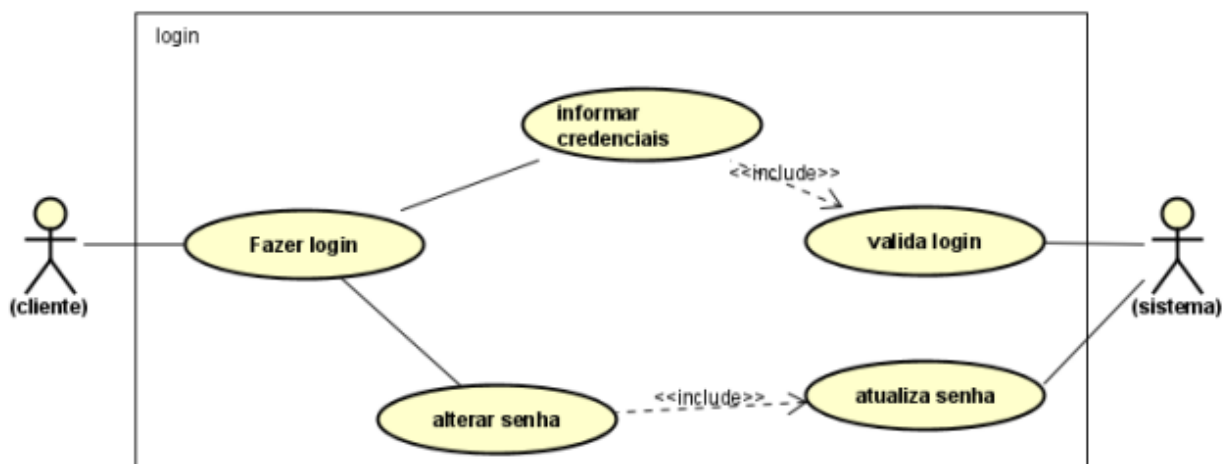 login
informar
credenciais
<<include>>
Fazer login
valida login
(cliente)
(sistema)
alterar senha
<<include>>
atualiza senha